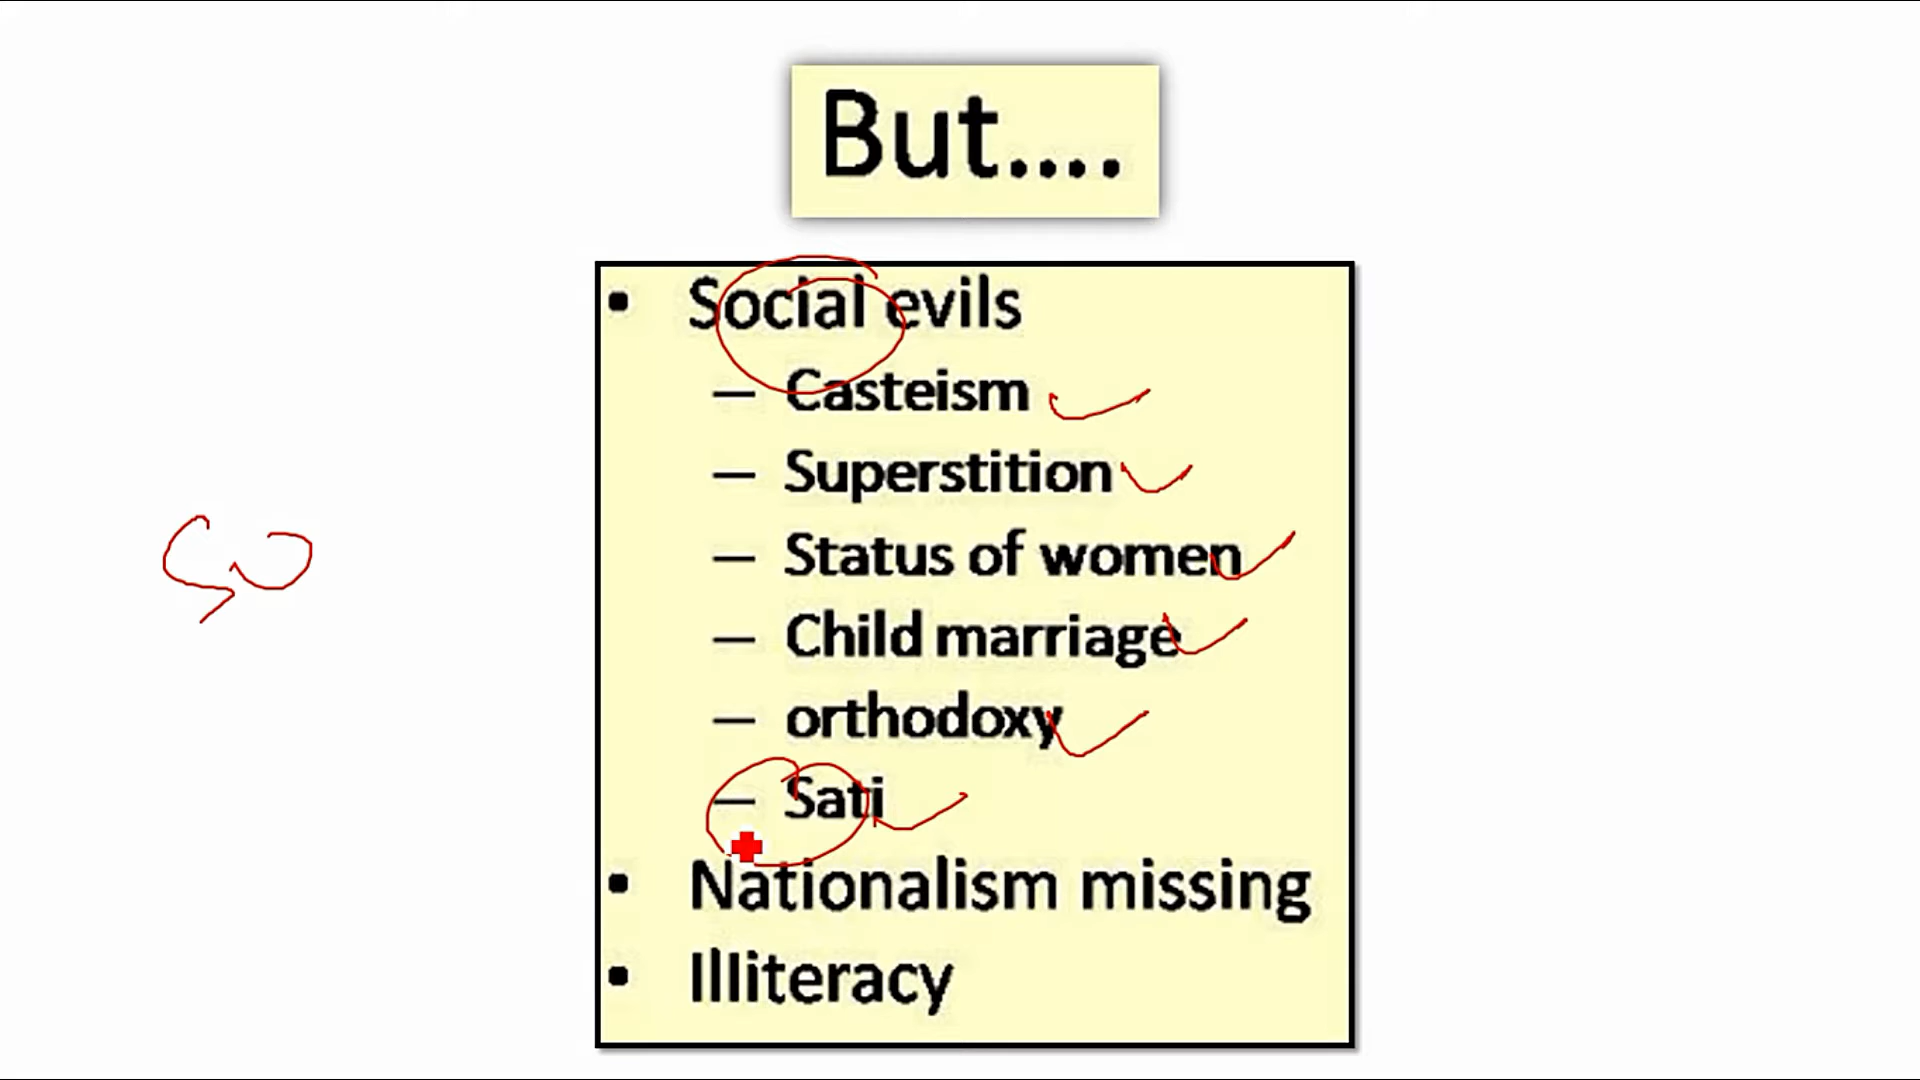 But....
• Social evils
– Casteism
– Superstition
– Status of women
– Child marriage
– orthodoxy
– Sati
• Nationalism missing
• Illiteracy